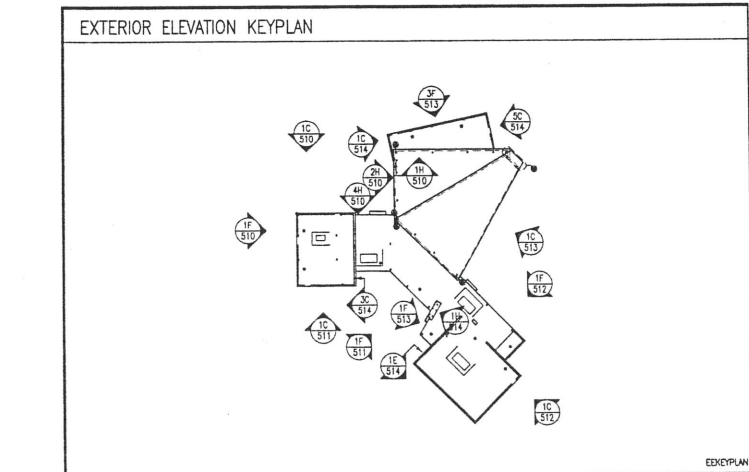 EXTERIOR ELEVATION KEYPLAN
3F
513
5C
514
1C
510
1C
514
2H
510
1H
510
4H
510
1F
510
1C
513
1F
512
3C
514
1F
513
1H
514
1C
511
1F
511
1E
514
1C
512
EEKEYPLAN